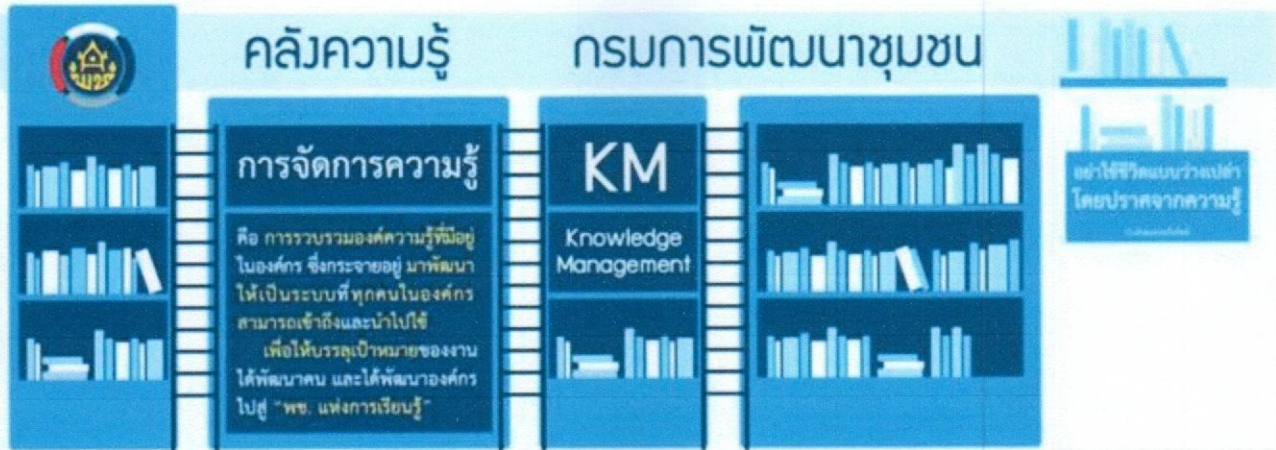 คลังความรู้ กรมการพัฒนาชุมชน
พช
การจัดการความรู้
คือ การรวบรวมองค์ความรู้ที่มีอยู่
ในองค์กร ซึ่งกระจายอยู่ มาพัฒนา
ให้เป็นระบบที่ทุกคนในองค์กร
สามารถเข้าถึงและนำไปใช้
เพื่อให้บรรลุเป้าหมายของงาน
ได้พัฒนาคน และได้พัฒนาองค์กร
ไปสู่ "พช. แห่งการเรียนรู้"
KM
Knowledge
Management
อย่าใช้ชีวิตแบบว่างเปล่า
โดยปราศจากความรู้